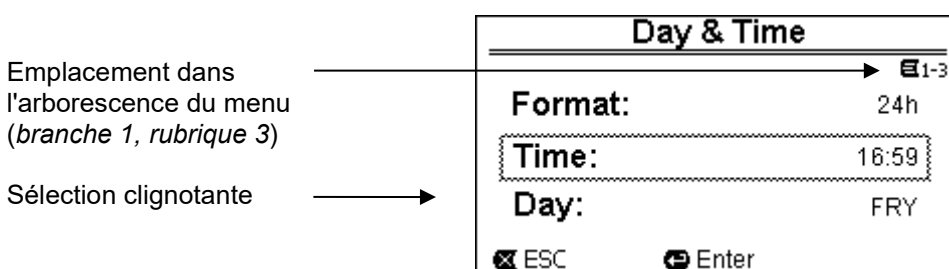 Day & Time
Emplacement dans
l'arborescence du menu
(branche 1, rubrique 3)
1-3
Format: 24h
Time: 16:59
Sélection clignotante
Day: FRY
ESC Enter